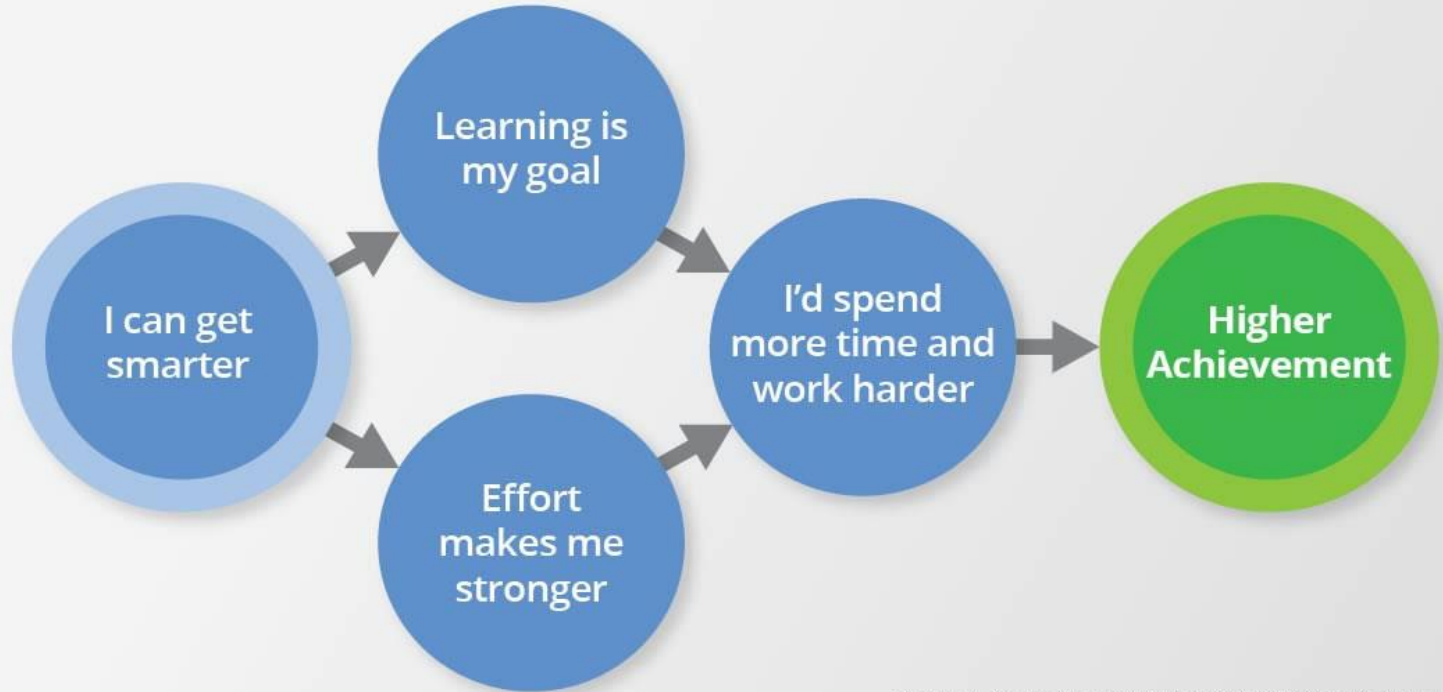 I can get
smarter
Learning is
my goal
Effort
makes me
stronger
I'd spend
more time and
work harder
Higher
Achievement